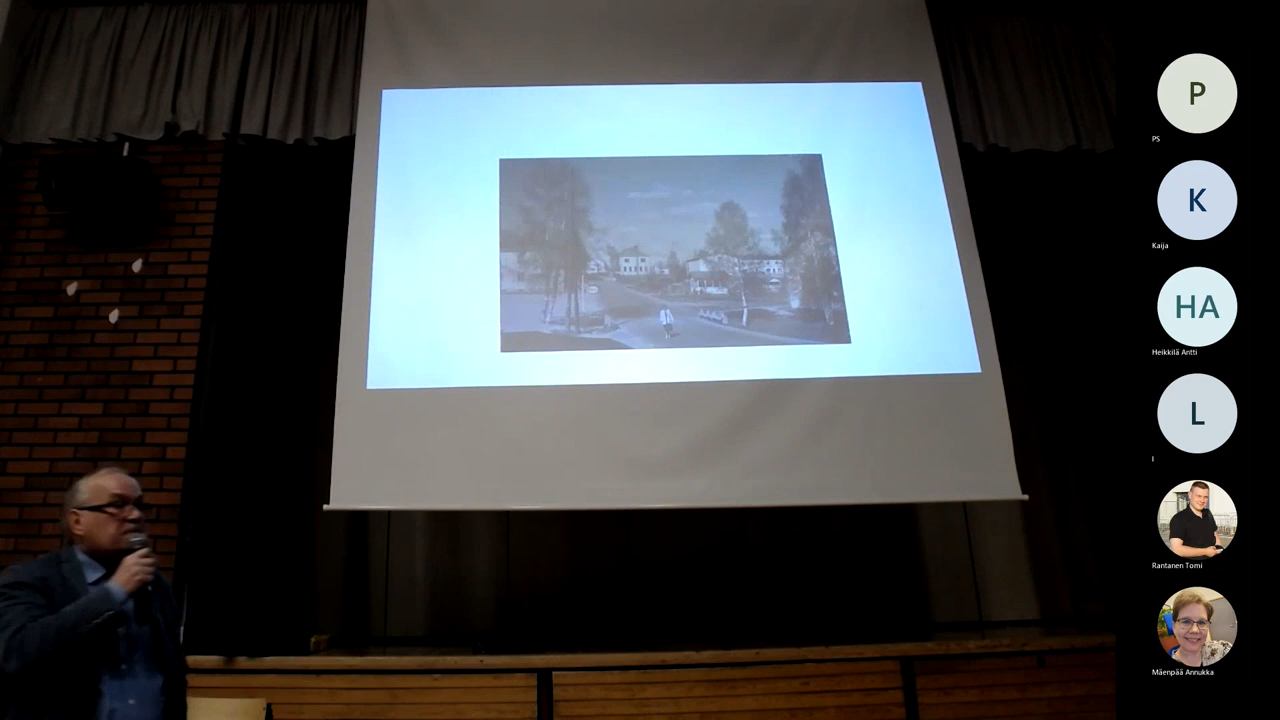 P
PS
K
Kaija
HA
Heikkilä Antti
L
l
Rantanen Tomi
Mäenpää Annukka